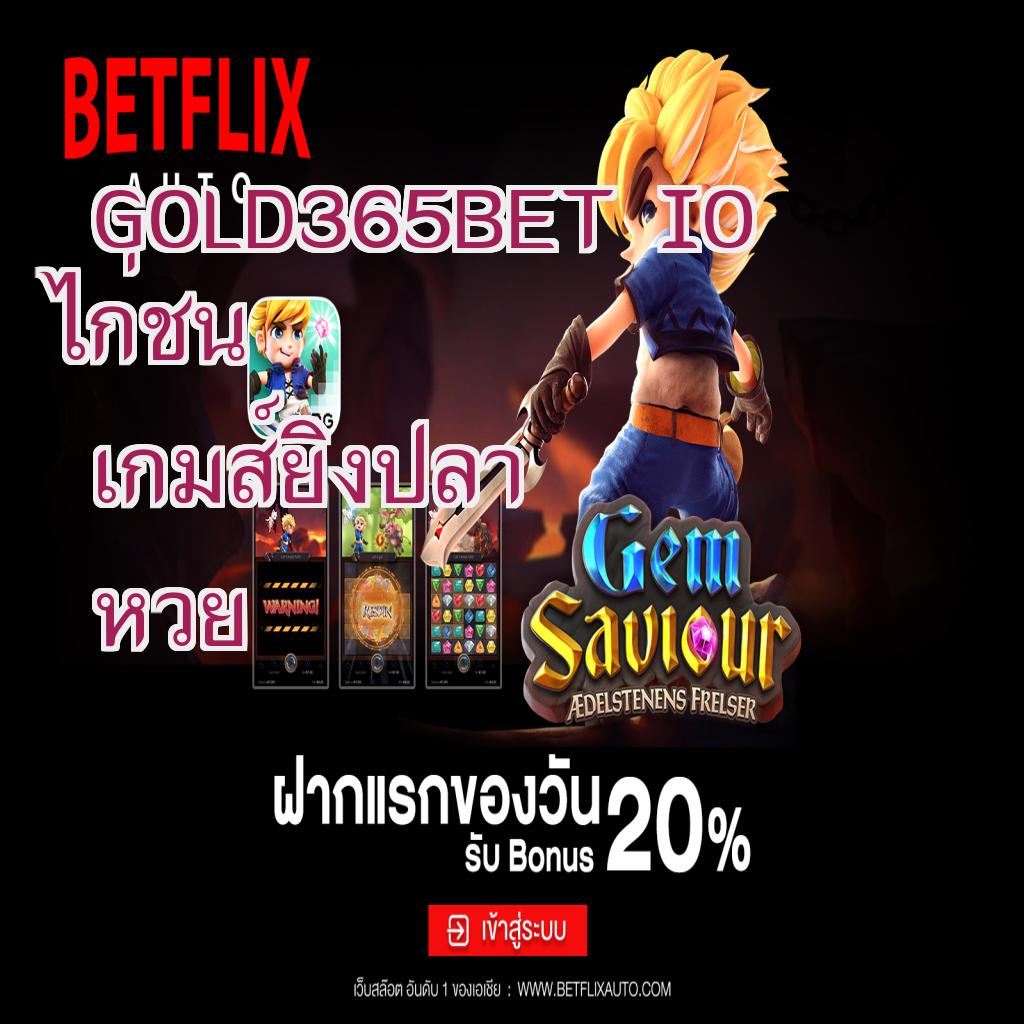 BETFLIX
AUTO
GOLD365BET IO
ไก่ชน
เกมส์ยิงปลา
หวย
WARNING!
Gem
Saviour
ÆDELSTENENS FRELSER
ฝากแรกของวัน
รับ Bonus 20%
เข้าสู่ระบบ
เว็บสล๊อต อันดับ 1 ของเอเชีย : WWW.BETFLIXAUTO.COM